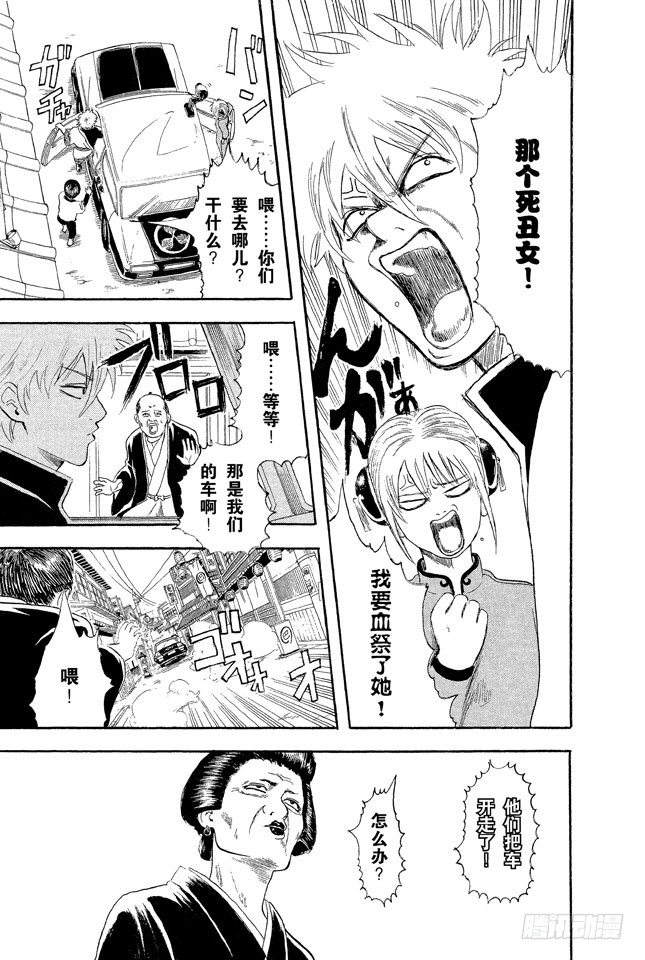 那个死丑女！
んがぁ
我要血祭了她！
バン
ガチャ
喂……你们
要去哪儿？
干什么？
喂……等等！
那是我们
的车啊！
ブロロ
ゴオオオ
喂！
他们把车
开走了！
怎么办？
腾讯动漫